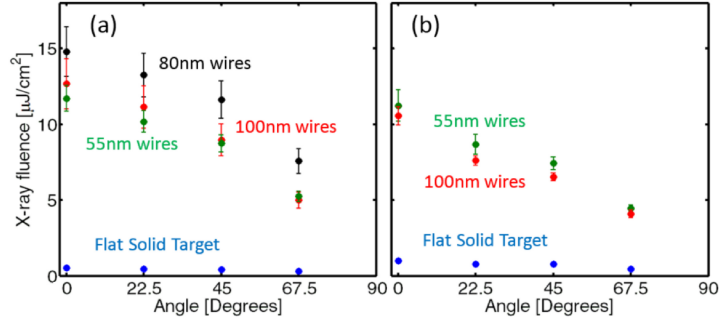 (a)
(b)
X-ray fluence [μJ/cm²]
15
10
5
0
80nm wires
100nm wires
55nm wires
Flat Solid Target
55nm wires
100nm wires
Flat Solid Target
0 22.5 45 67.5 90
0 22.5 45 67.5 90
Angle [Degrees]
Angle [Degrees]